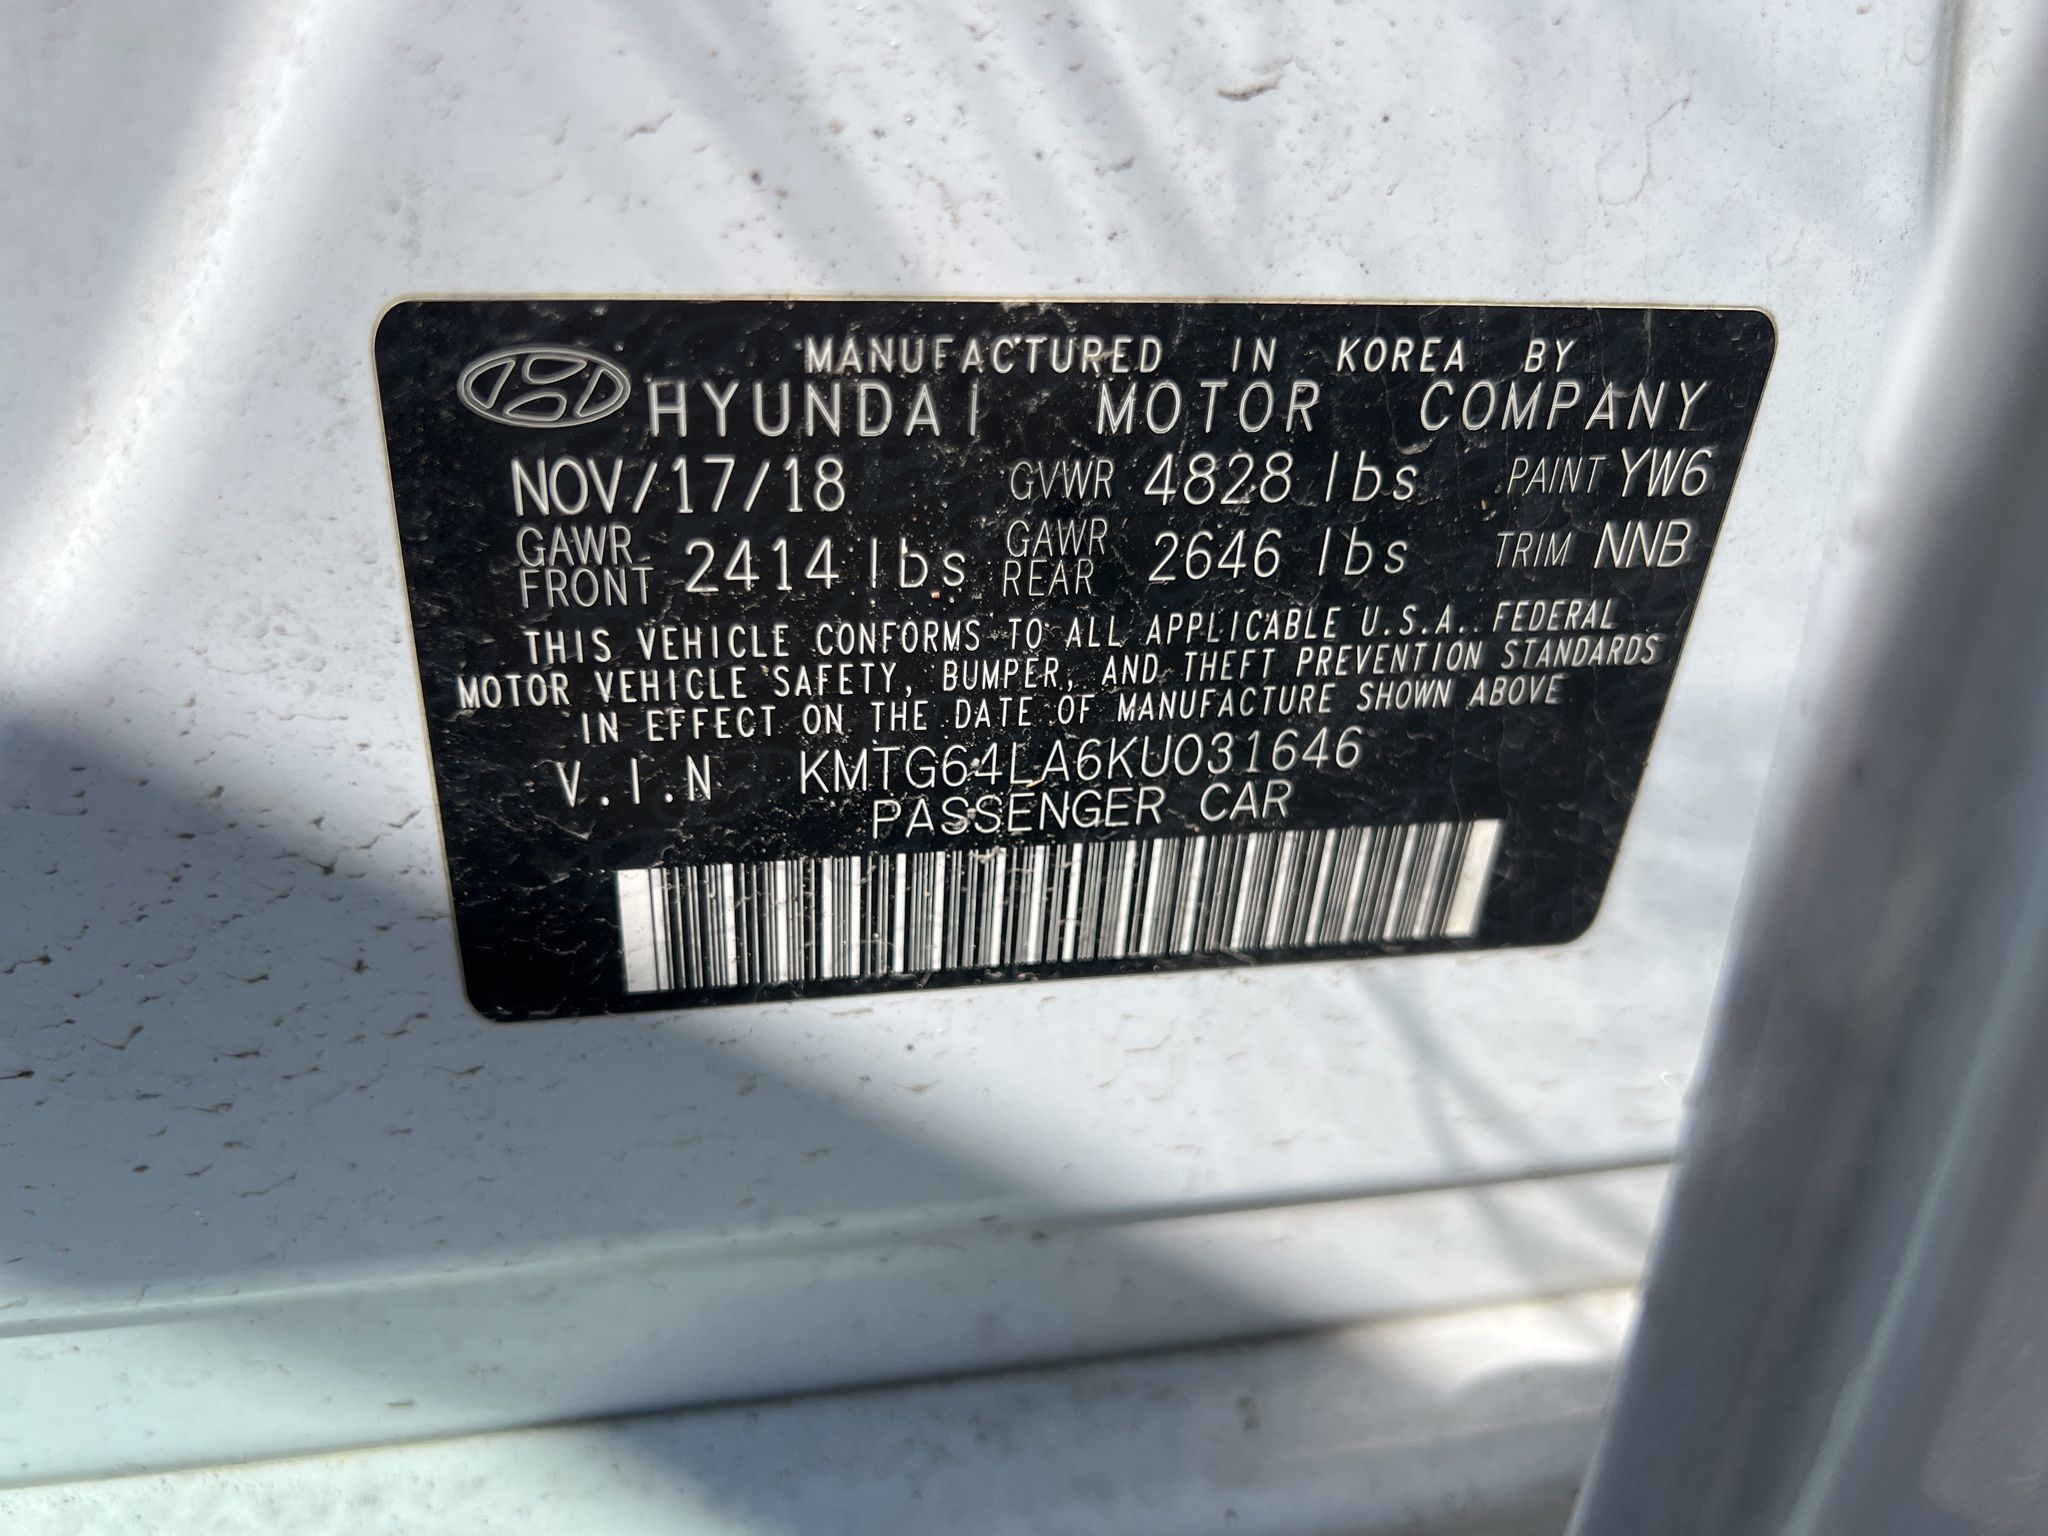 MANUFACTURED IN KOREA BY
HYUNDAI MOTOR COMPANY
NOV/17/18 GVWR 4828 lbs PAINT YW6
GAWR FRONT 2414 lbs GAWR REAR 2646 lbs TRIM NNB
THIS VEHICLE CONFORMS TO ALL APPLICABLE U.S.A. FEDERAL
MOTOR VEHICLE SAFETY, BUMPER, AND THEFT PREVENTION STANDARDS
IN EFFECT ON THE DATE OF MANUFACTURE SHOWN ABOVE
V.I.N KMTG64LA6KU031646
PASSENGER CAR